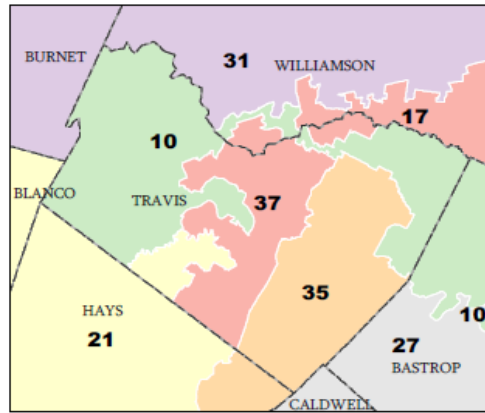 BURNET
31
WILLIAMSON
17
10
BLANCO
TRAVIS
37
35
HAYS
21
10
27
BASTROP
CALDWELL